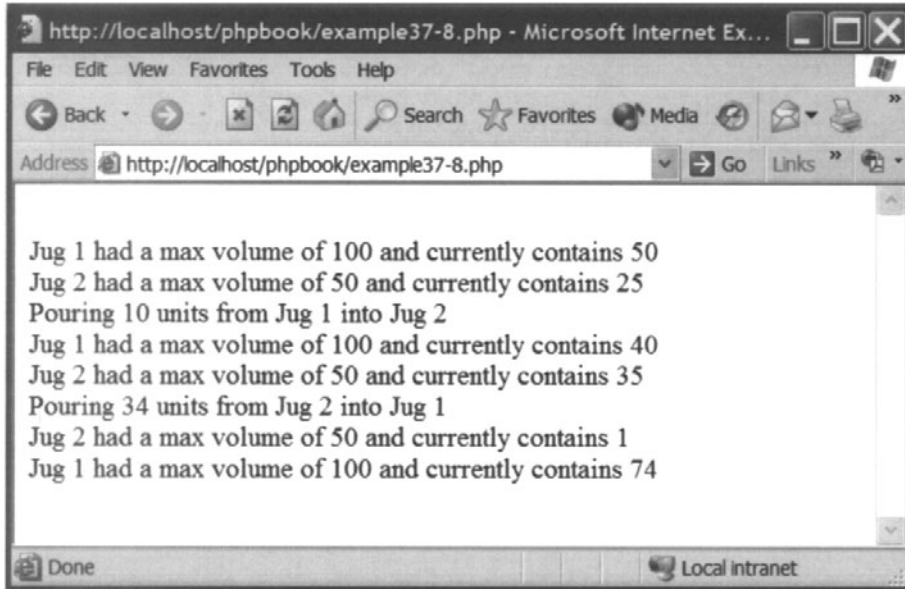 http://localhost/phpbook/example37-8.php - Microsoft Internet Ex...
File Edit View Favorites Tools Help
Back Search Favorites Media »
Address http://localhost/phpbook/example37-8.php Go Links »
Jug 1 had a max volume of 100 and currently contains 50
Jug 2 had a max volume of 50 and currently contains 25
Pouring 10 units from Jug 1 into Jug 2
Jug 1 had a max volume of 100 and currently contains 40
Jug 2 had a max volume of 50 and currently contains 35
Pouring 34 units from Jug 2 into Jug 1
Jug 2 had a max volume of 50 and currently contains 1
Jug 1 had a max volume of 100 and currently contains 74
Done Local intranet